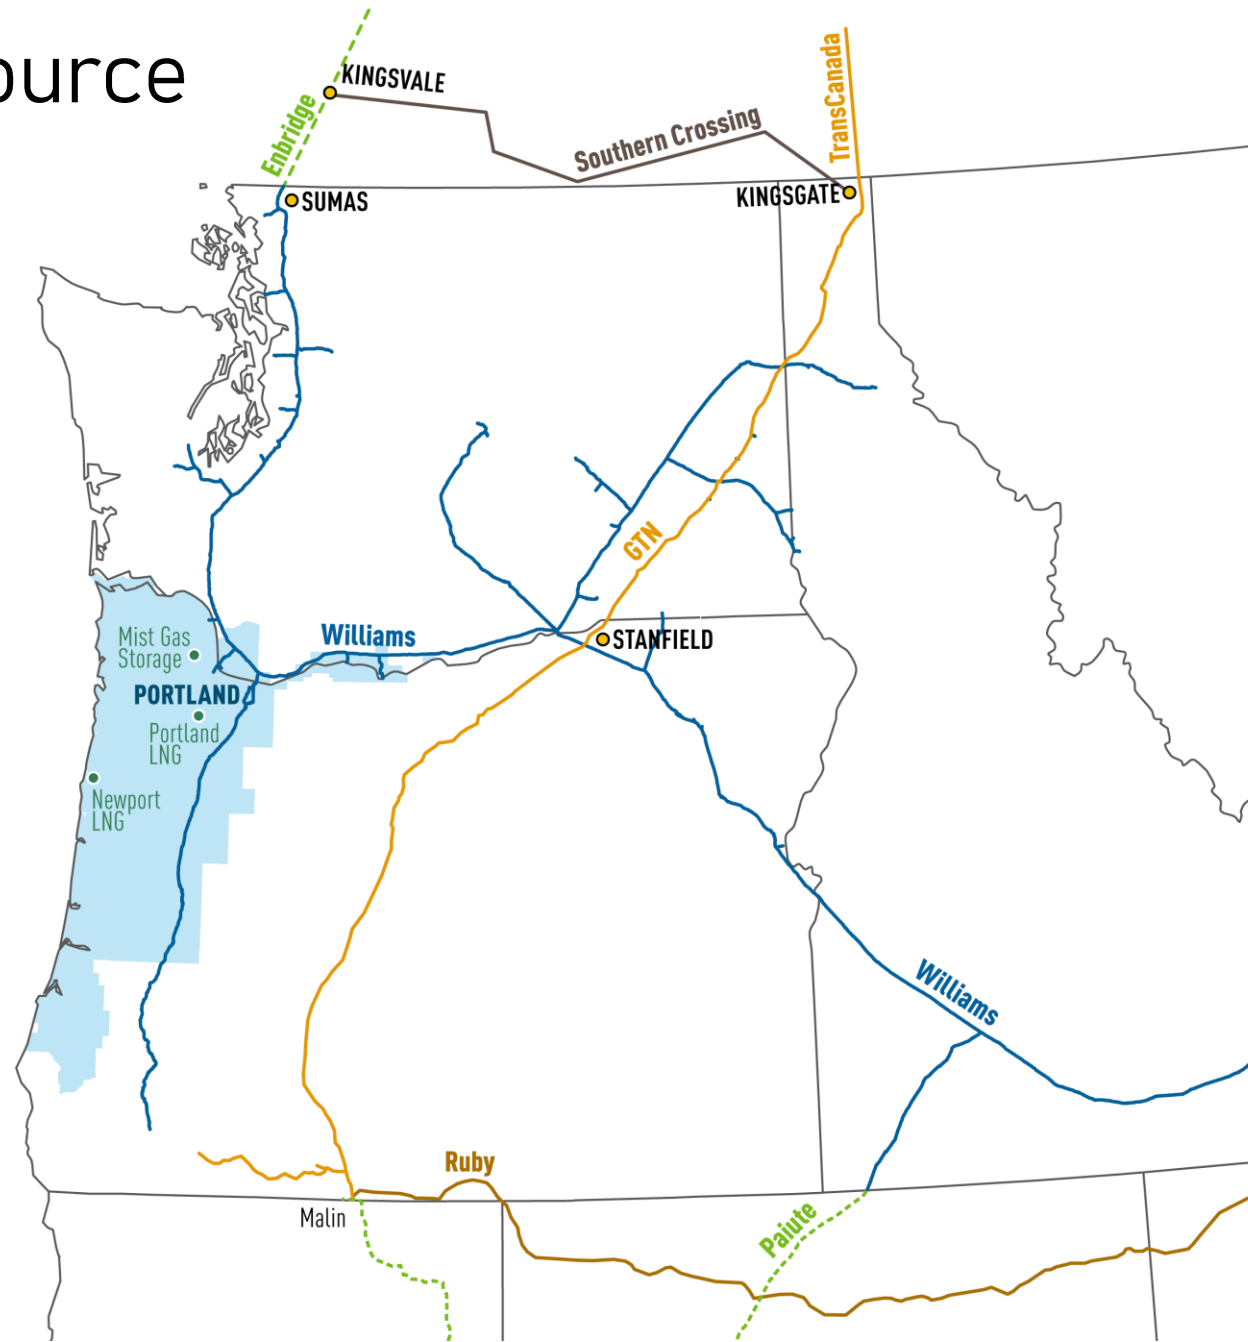 ource
KINGSVALE
Enbridge
Southern Crossing
TransCanada
SUMAS
KINGSGATE
GTN
Williams
STANFIELD
Mist Gas
Storage
PORTLAND
Portland
LNG
Newport
LNG
Williams
Ruby
Malin
Paiute